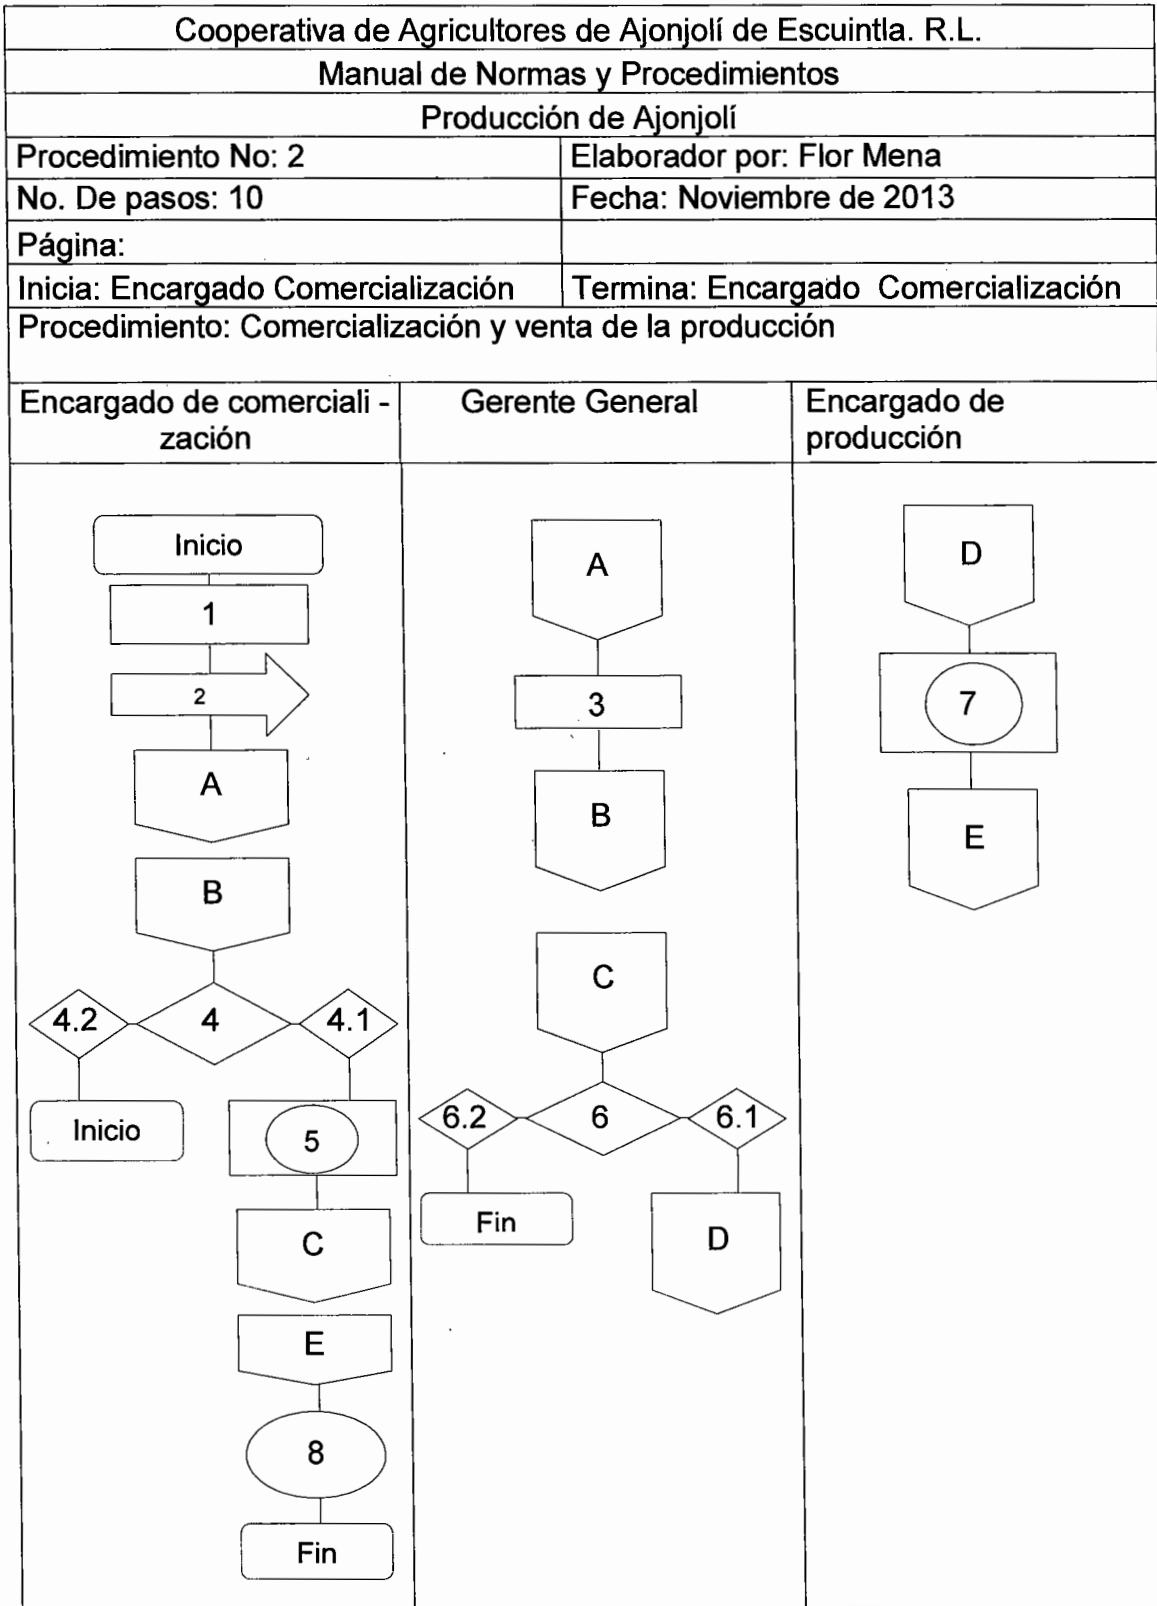 Cooperativa de Agricultores de Ajonjolí de Escuintla. R.L.
Manual de Normas y Procedimientos
Producción de Ajonjolí
Procedimiento No: 2
Elaborador por: Flor Mena
No. De pasos: 10
Fecha: Noviembre de 2013
Página:
Inicia: Encargado Comercialización
Termina: Encargado Comercialización
Procedimiento: Comercialización y venta de la producción
Encargado de comerciali -
zación
Gerente General
Encargado de
producción
Inicio
1
2
A
B
4.2
4
4.1
Inicio
5
C
E
8
Fin
A
3
B
C
6.2
6
6.1
Fin
D
D
7
E